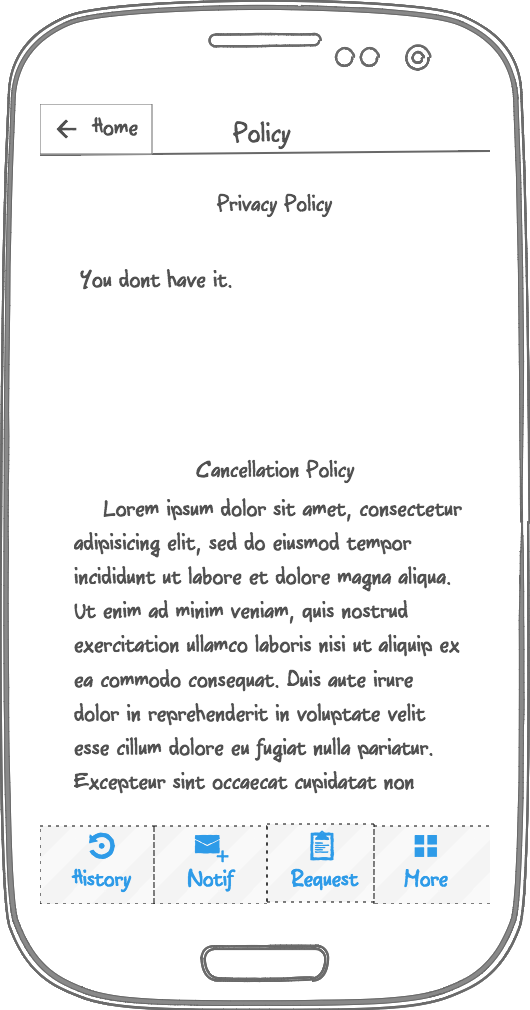 Home
Policy
Privacy Policy
You dont have it.
Cancellation Policy
Lorem ipsum dolor sit amet, consectetur
adipisicing elit, sed do eiusmod tempor
incididunt ut labore et dolore magna aliqua.
Ut enim ad minim veniam, quis nostrud
exercitation ullamco laboris nisi ut aliquip ex
ea commodo consequat. Duis aute irure
dolor in reprehenderit in voluptate velit
esse cillum dolore eu fugiat nulla pariatur.
Excepteur sint occaecat cupidatat non
History
Notif
Request
More